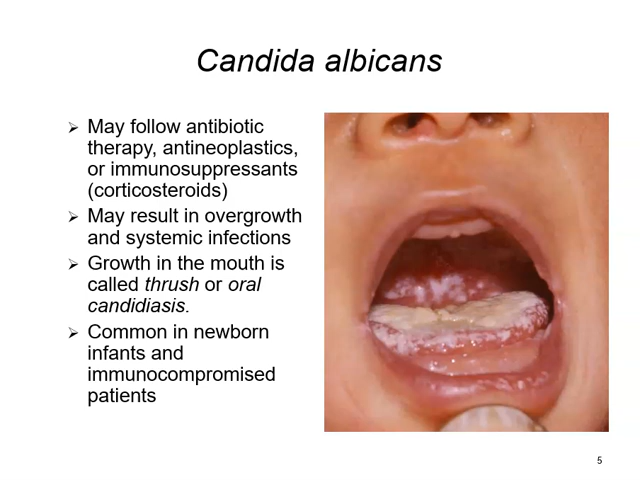 Candida albicans
➢ May follow antibiotic
therapy, antineoplastics,
or immunosuppressants
(corticosteroids)
➢ May result in overgrowth
and systemic infections
➢ Growth in the mouth is
called thrush or oral
candidiasis.
➢ Common in newborn
infants and
immunocompromised
patients
5